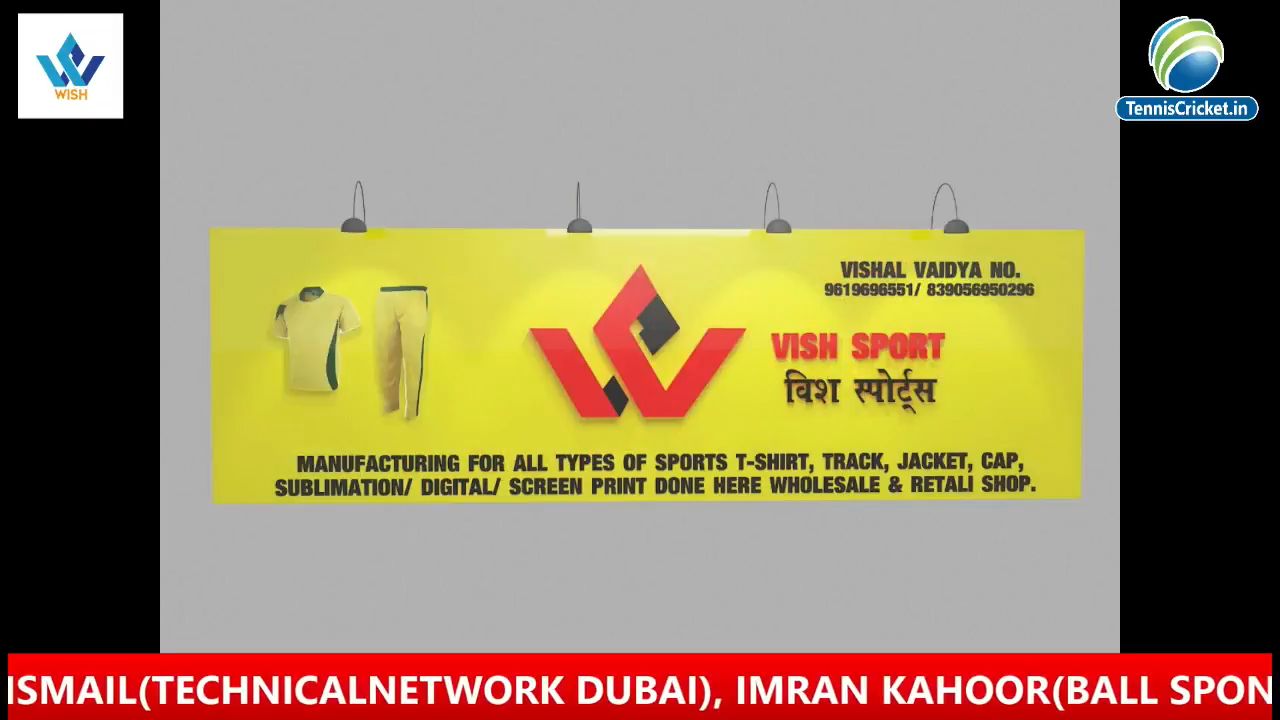 WISH
TennisCricket.in
VISHAL VAIDYA NO.
9619696551/ 839056950296
VISH SPORT
विश स्पोर्ट्स
MANUFACTURING FOR ALL TYPES OF SPORTS T-SHIRT, TRACK, JACKET, CAP,
SUBLIMATION/ DIGITAL/ SCREEN PRINT DONE HERE WHOLESALE & RETALI SHOP.
ISMAIL(TECHNICALNETWORK DUBAI), IMRAN KAHOOR(BALL SPON